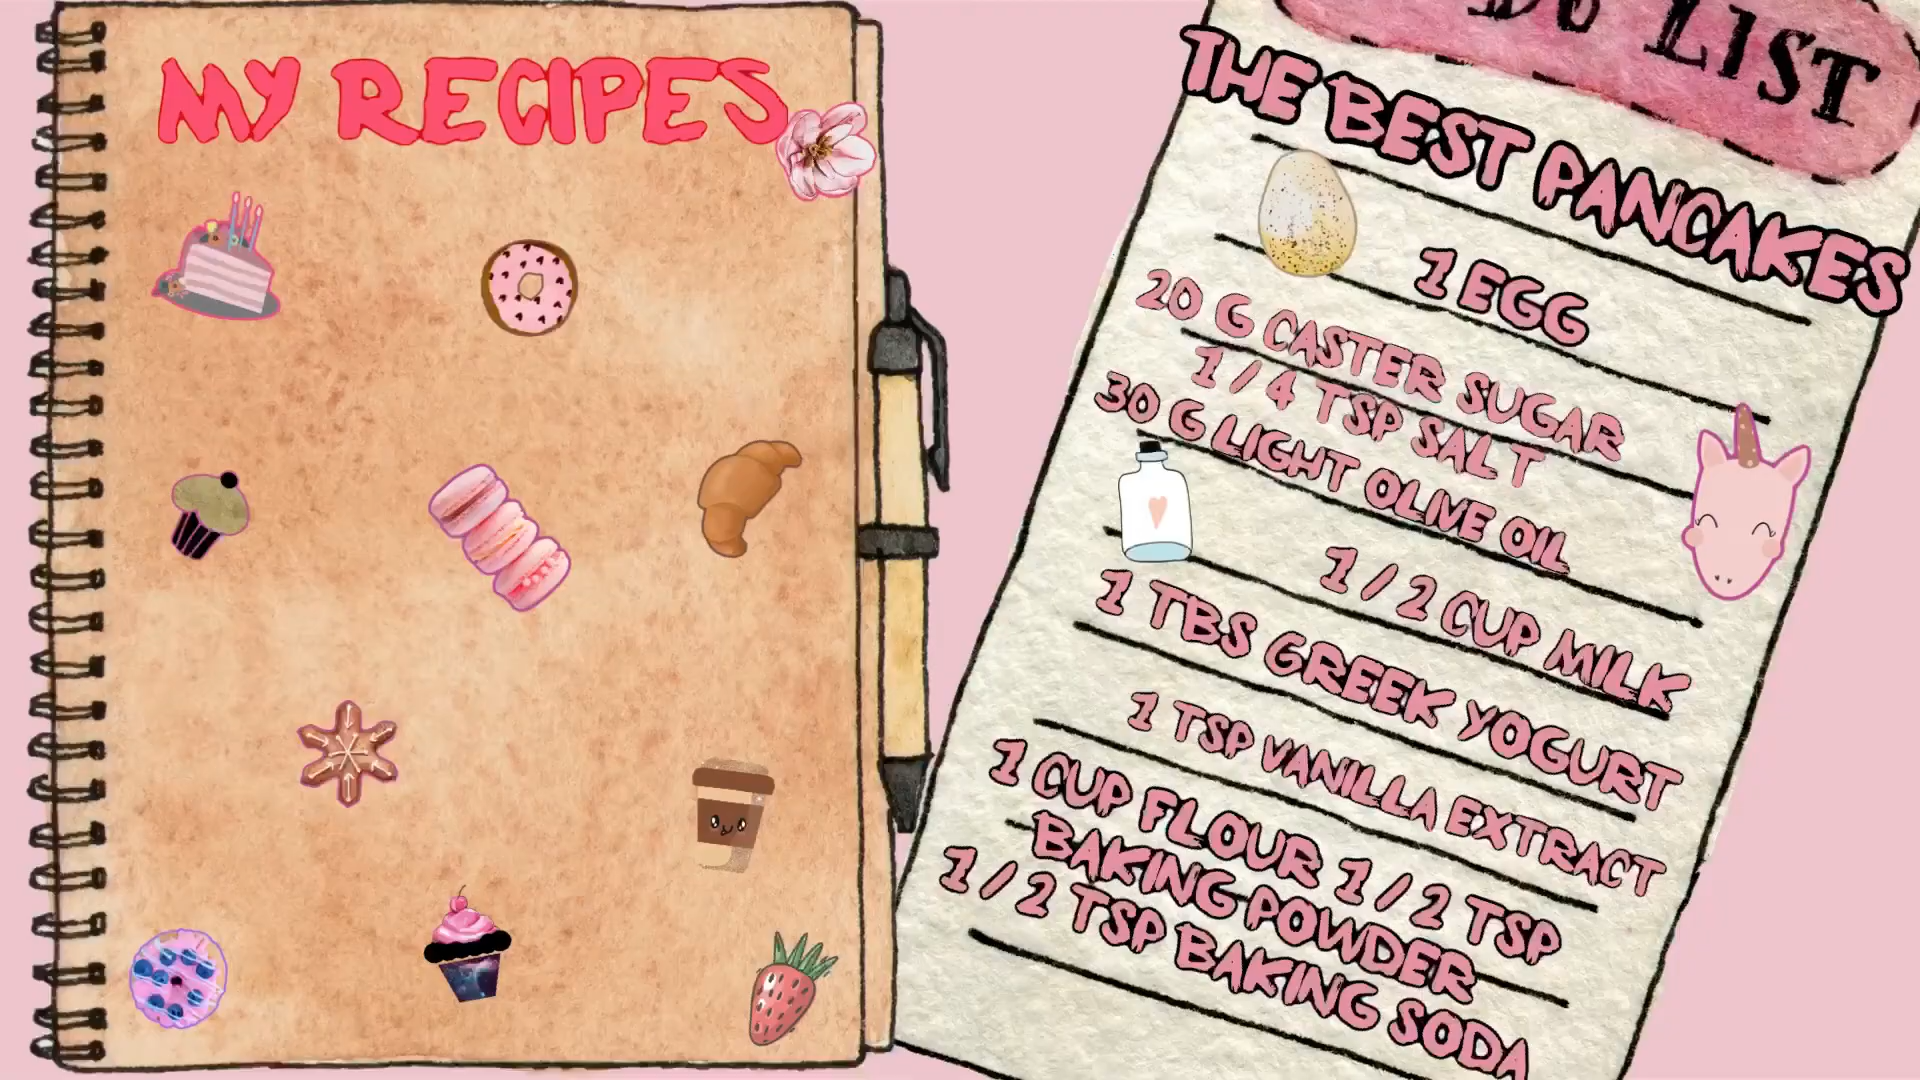 MY RECIPES
LIST
THE BEST PANCAKES
1 EGG
20 G CASTER SUGAR
1/4 TSP SALT
30 G LIGHT OLIVE OIL
1/2 CUP MILK
1 TBS GREEK YOGURT
1 TSP VANILLA EXTRACT
1 CUP FLOUR 1/2 TSP
BAKING POWDER
1/2 TSP BAKING SODA